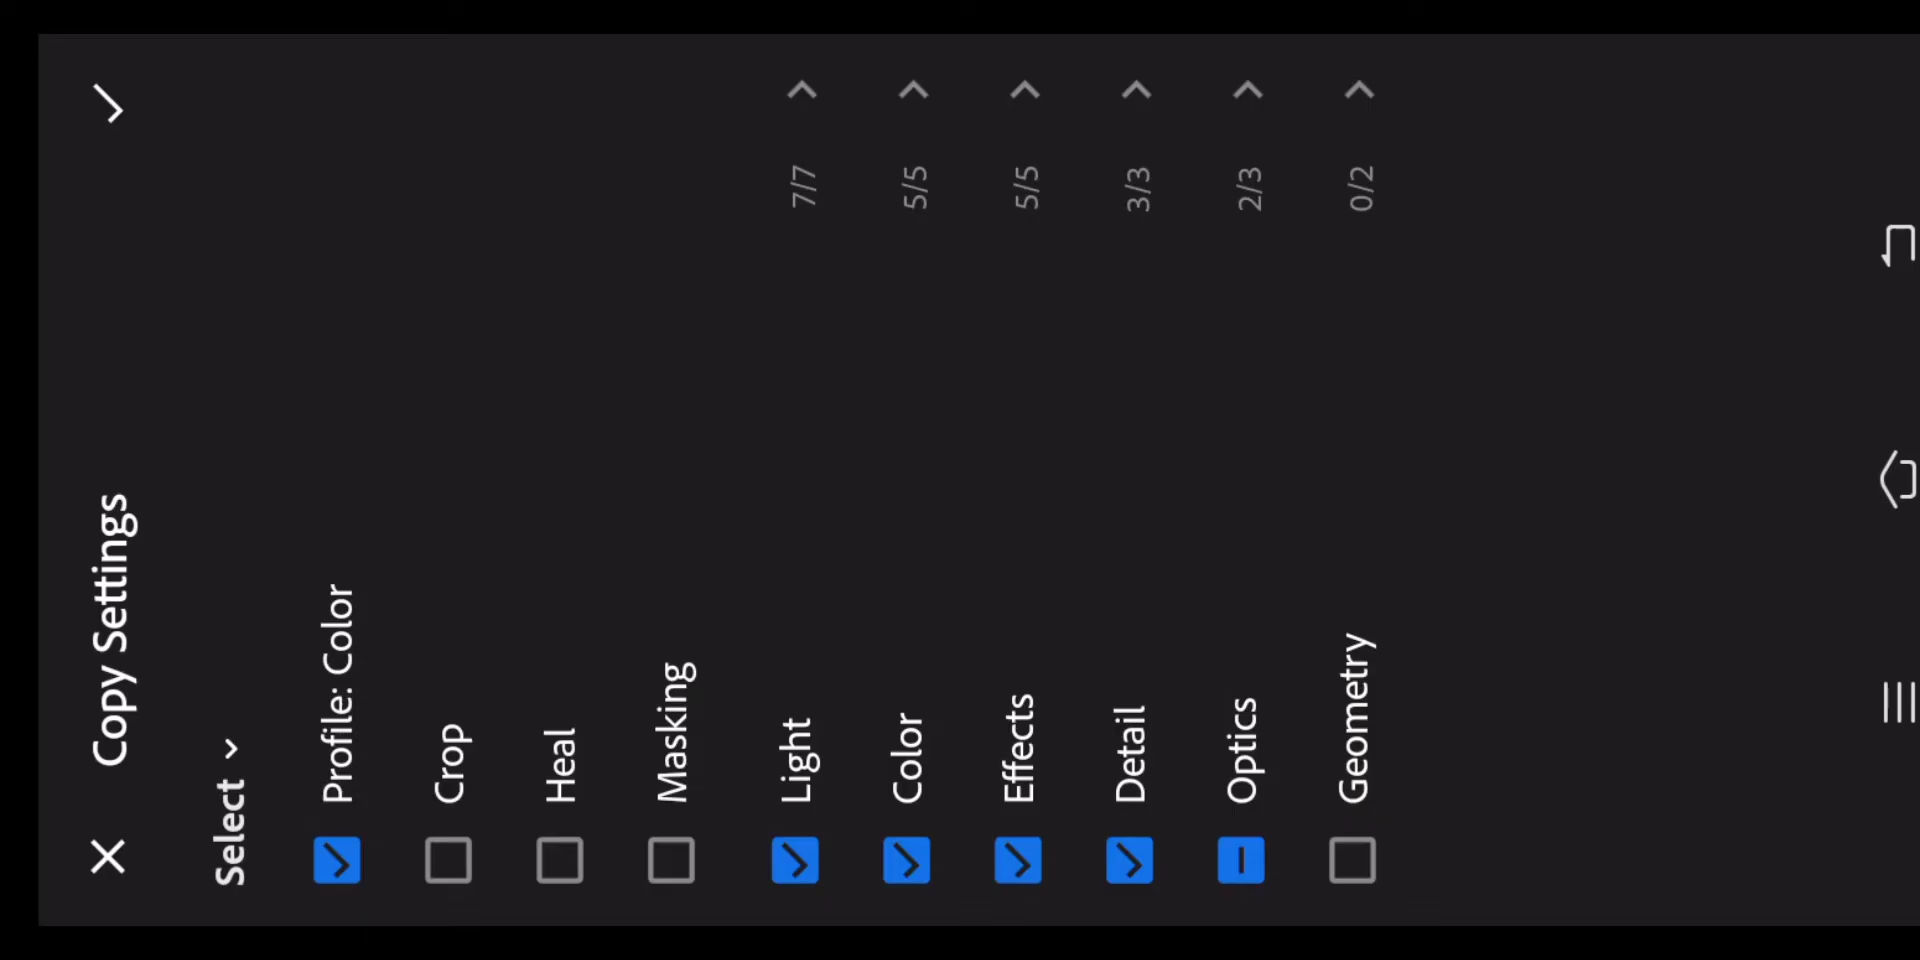 Copy Settings
Select
Profile: Color
Crop
Heal
Masking
Light 7/7
Color 5/5
Effects 5/5
Detail 3/3
Optics 2/3
Geometry 0/2